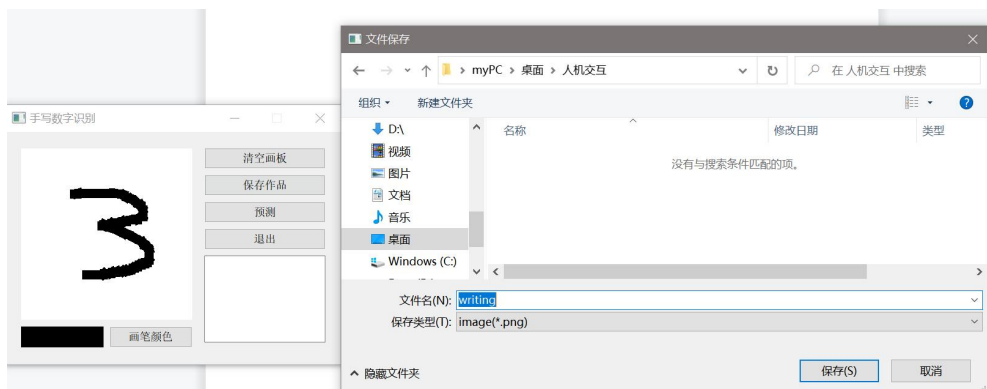 手写数字识别
清空画板
3
保存作品
预测
退出
画笔颜色
文件保存
myPC > 桌面 > 人机交互
在 人机交互 中搜索
组织
新建文件夹
D:\
视频
图片
文档
音乐
桌面
Windows (C:)
名称
修改日期
类型
没有与搜索条件匹配的项。
文件名(N): writing
保存类型(T): image(*.png)
隐藏文件夹
保存(S)
取消